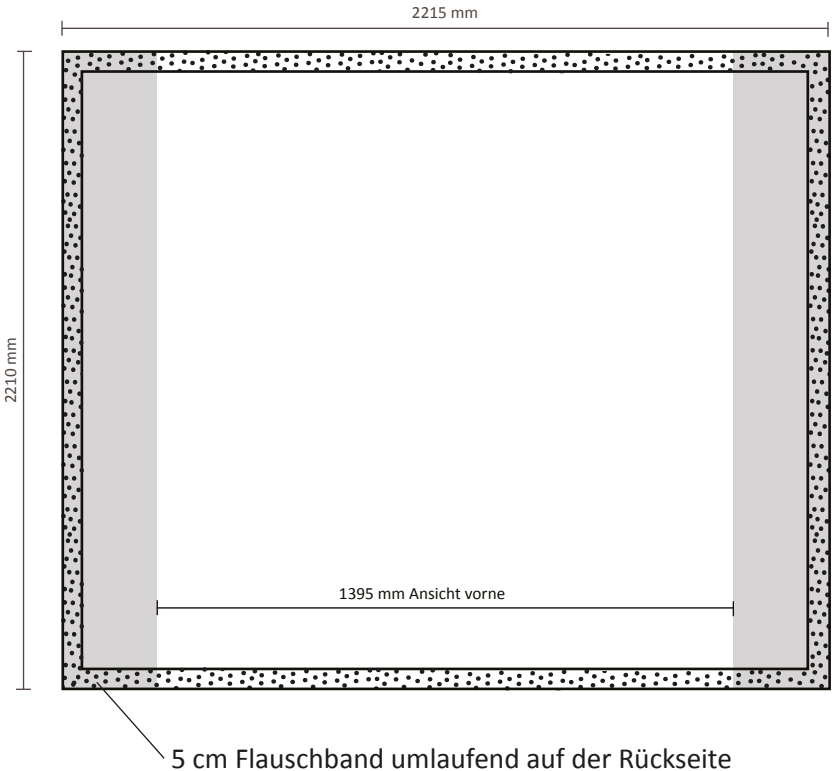 2215 mm
2210 mm
1395 mm Ansicht vorne
5 cm Flauschband umlaufend auf der Rückseite